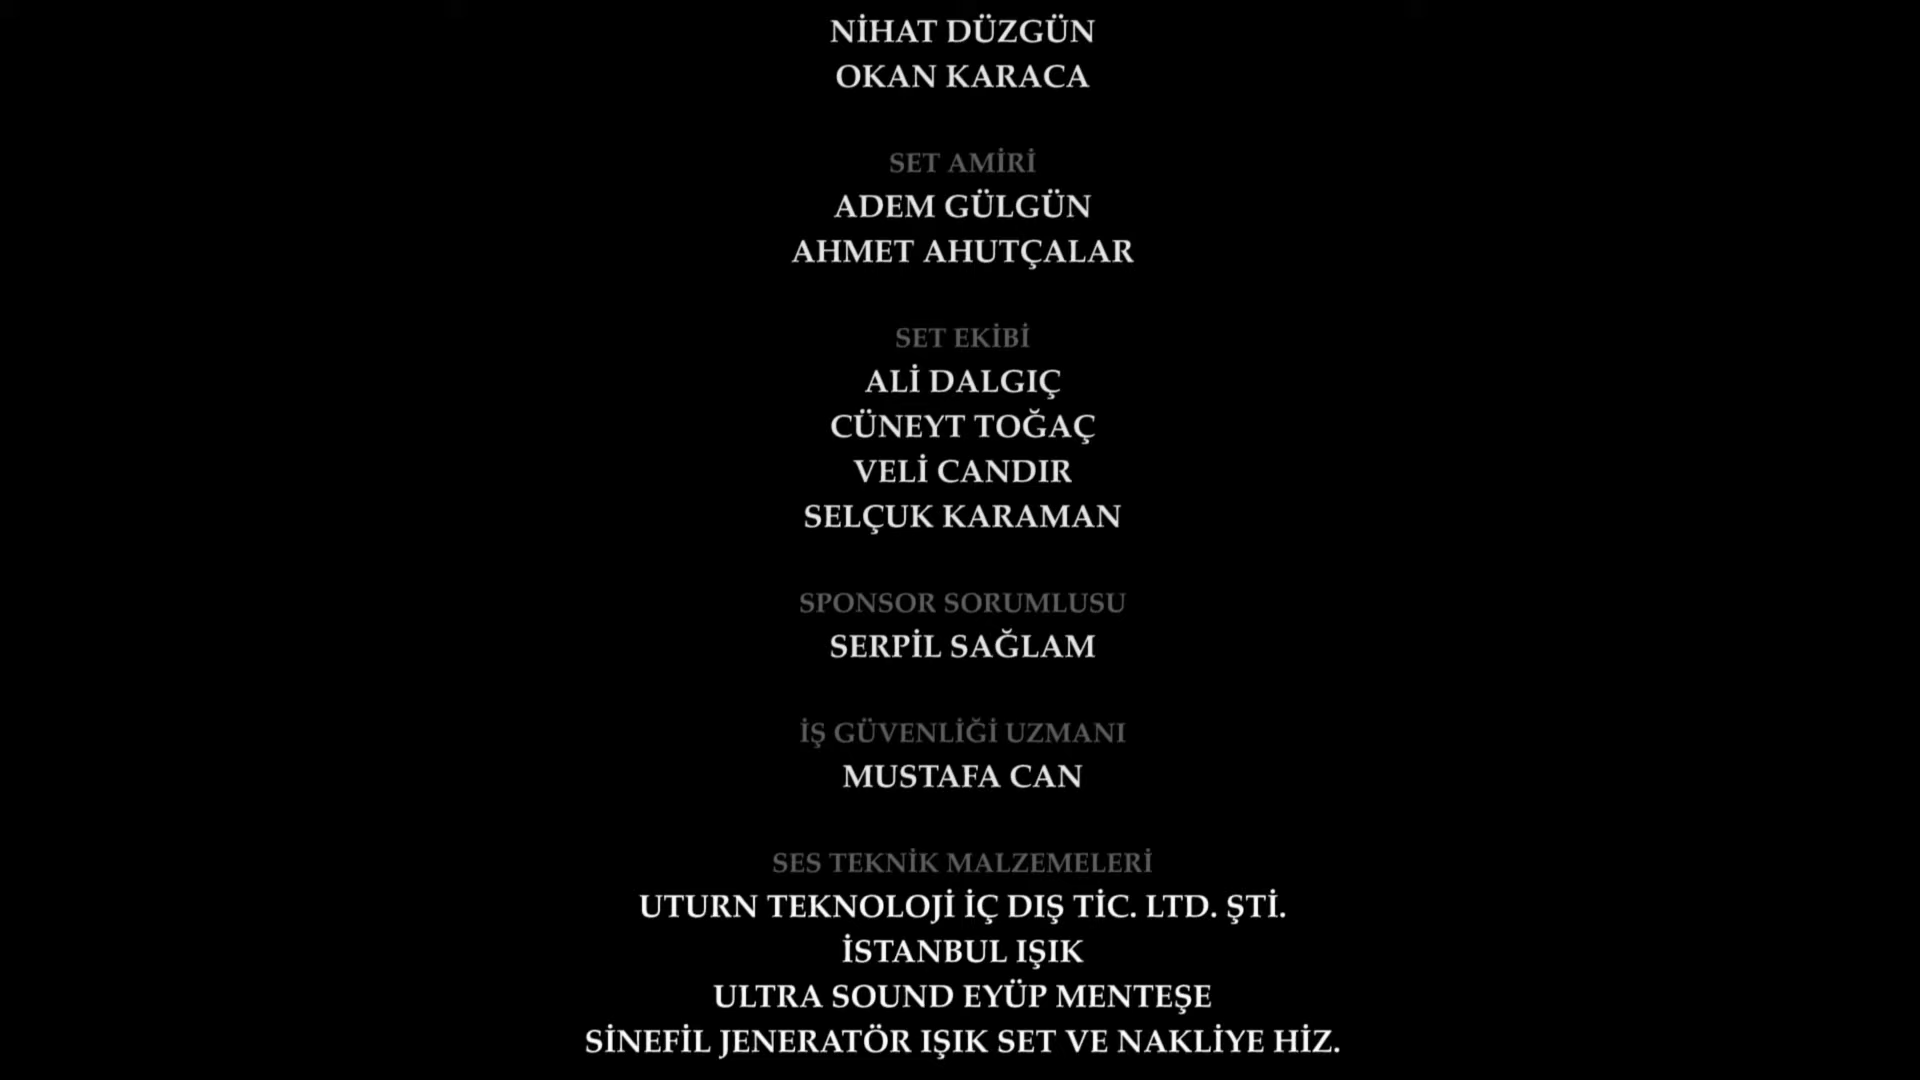 NİHAT DÜZGÜN
OKAN KARACA
SET AMİRİ
ADEM GÜLGÜN
AHMET AHUTÇALAR
SET EKİBİ
ALİ DALGIÇ
CÜNEYT TOĞAÇ
VELİ CANDIR
SELÇUK KARAMAN
SPONSOR SORUMLUSU
SERPİL SAĞLAM
İŞ GÜVENLİĞİ UZMANI
MUSTAFA CAN
SES TEKNİK MALZEMELERİ
UTURN TEKNOLOJİ İÇ DIŞ TİC. LTD. ŞTİ.
İSTANBUL IŞIK
ULTRA SOUND EYÜP MENTEŞE
SİNEFİL JENERATÖR IŞIK SET VE NAKLİYE HİZ.